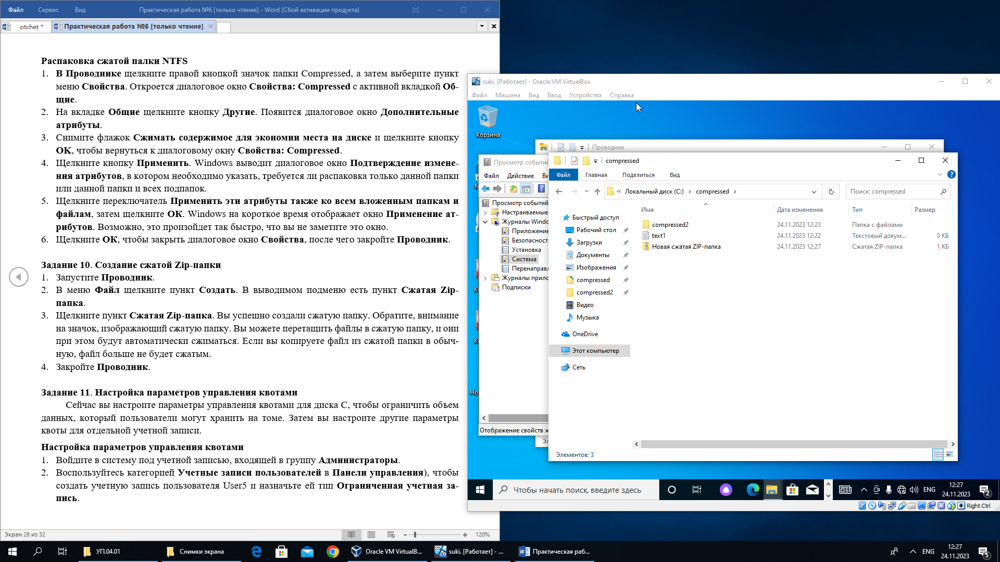 Файл Сервис Вид Практическая работа №6 [только чтение] - Word (Сбой активации продукта)
otchet * Практическая работа №6 [только чтение]
Распаковка сжатой палки NTFS
1. В Проводнике щелкните правой кнопкой значок папки Compressed, а затем выберите пункт
меню Свойства. Откроется диалоговое окно Свойства: Compressed с активной вкладкой Об-
щие.
2. На вкладке Общие щелкните кнопку Другие. Появится диалоговое окно Дополнительные
атрибуты.
3. Снимите флажок Сжимать содержимое для экономии места на диске и щелкните кнопку
OK, чтобы вернуться к диалоговому окну Свойства: Compressed.
4. Щелкните кнопку Применить. Windows выводит диалоговое окно Подтверждение измене-
ния атрибутов, в котором необходимо указать, требуется ли распаковка только данной папки
или данной папки и всех подпапок.
5. Щелкните переключатель Применить эти атрибуты также ко всем вложенным папкам и
файлам, затем щелкните OK. Windows на короткое время отображает окно Применение ат-
рибутов. Возможно, это произойдет так быстро, что вы не заметите это окно.
6. Щелкните OK, чтобы закрыть диалоговое окно Свойства, после чего закройте Проводник.
Задание 10. Создание сжатой Zip-папки
1. Запустите Проводник.
2. В меню Файл щелкните пункт Создать. В выводимом подменю есть пункт Сжатая Zip-
папка.
3. Щелкните пункт Сжатая Zip-папка. Вы успешно создали сжатую папку. Обратите, внимание
на значок, изображающий сжатую папку. Вы можете перетащить файлы в сжатую папку, и они
при этом будут автоматически сжиматься. Если вы копируете файл из сжатой папки в обыч-
ную, файл больше не будет сжатым.
4. Закройте Проводник.
Задание 11. Настройка параметров управления квотами
Сейчас вы настроите параметры управления квотами для диска С, чтобы ограничить объем
данных, который пользователи могут хранить на томе. Затем вы настроите другие параметры
квоты для отдельной учетной записи.
Настройка параметров управления квотами
1. Войдите в систему под учетной записью, входящей в группу Администраторы.
2. Воспользуйтесь категорией Учетные записи пользователей в Панели управления), чтобы
создать учетную запись пользователя User5 и назначьте ей тип Ограниченная учетная за-
пись.
Экран 28 из 32
120%
suki. [Работает] - Oracle VM VirtualBox
Файл Машина Вид Ввод Устройства Справка
Корзина
Проводник
Просмотр событий
Файл Действие Ви
Просмотр событий
Настраиваемые
Журналы Windo
Приложение
Безопасност
Установка
Система
Перенаправл
Журналы прило
Подписки
Отображение свойств ж
Эл
compressed
Файл Главная Поделиться Вид
« Локальный диск (C:) › compressed ›
Поиск: compressed
Имя Дата изменения Тип Размер
compressed2 24.11.2023 12:23 Папка с файлами
text1 24.11.2023 12:22 Текстовый докум... 0 КБ
Новая сжатая ZIP-папка 24.11.2023 12:27 Сжатая ZIP-папка 1 КБ
Быстрый доступ
Рабочий стол
Загрузки
Документы
Изображения
compressed
compressed2
Видео
Музыка
OneDrive
Этот компьютер
Сеть
Элементов: 3
Чтобы начать поиск, введите здесь
ENG
12:27
24.11.2023
2
Right Ctrl
УП.04.01
Снимки экрана
Oracle VM VirtualB...
suki. [Работает] - ...
Практическая раб...
ENG
12:27
24.11.2023
5